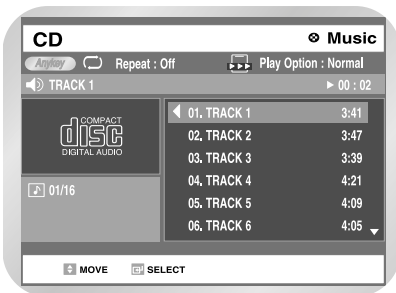 CD
Music
Anykey Repeat : Off Play Option : Normal
TRACK 1 00 : 02
COMPACT
disc
DIGITAL AUDIO
01/16
01. TRACK 1 3:41
02. TRACK 2 3:47
03. TRACK 3 3:39
04. TRACK 4 4:21
05. TRACK 5 4:09
06. TRACK 6 4:05
MOVE SELECT